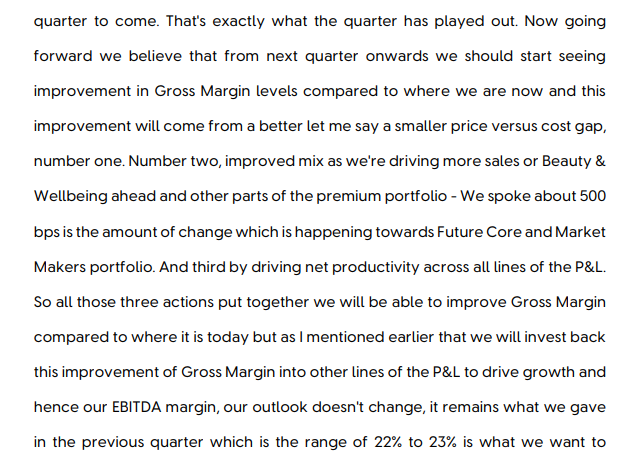 quarter to come. That's exactly what the quarter has played out. Now going
forward we believe that from next quarter onwards we should start seeing
improvement in Gross Margin levels compared to where we are now and this
improvement will come from a better let me say a smaller price versus cost gap,
number one. Number two, improved mix as we're driving more sales or Beauty &
Wellbeing ahead and other parts of the premium portfolio - We spoke about 500
bps is the amount of change which is happening towards Future Core and Market
Makers portfolio. And third by driving net productivity across all lines of the P&L.
So all those three actions put together we will be able to improve Gross Margin
compared to where it is today but as I mentioned earlier that we will invest back
this improvement of Gross Margin into other lines of the P&L to drive growth and
hence our EBITDA margin, our outlook doesn't change, it remains what we gave
in the previous quarter which is the range of 22% to 23% is what we want to